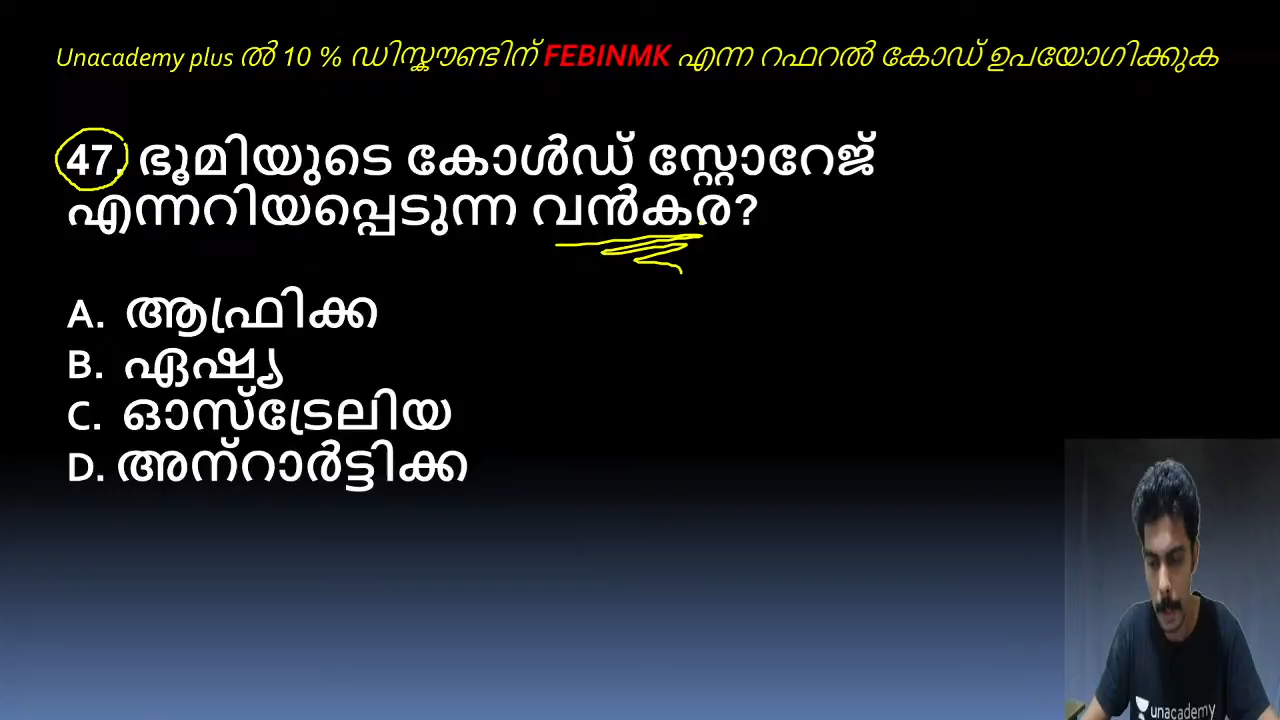 Unacademy plus ൽ 10 % ഡിസ്കൗണ്ടിന് FEBINMK എന്ന റഫറൽ കോഡ് ഉപയോഗിക്കുക
47. ഭൂമിയുടെ കോൾഡ് സ്റ്റോറേജ്
എന്നറിയപ്പെടുന്ന വൻകര?
A. ആഫ്രിക്ക
B. ഏഷ്യ
C. ഓസ്ട്രേലിയ
D. അന്റാർട്ടിക്ക
unacademy